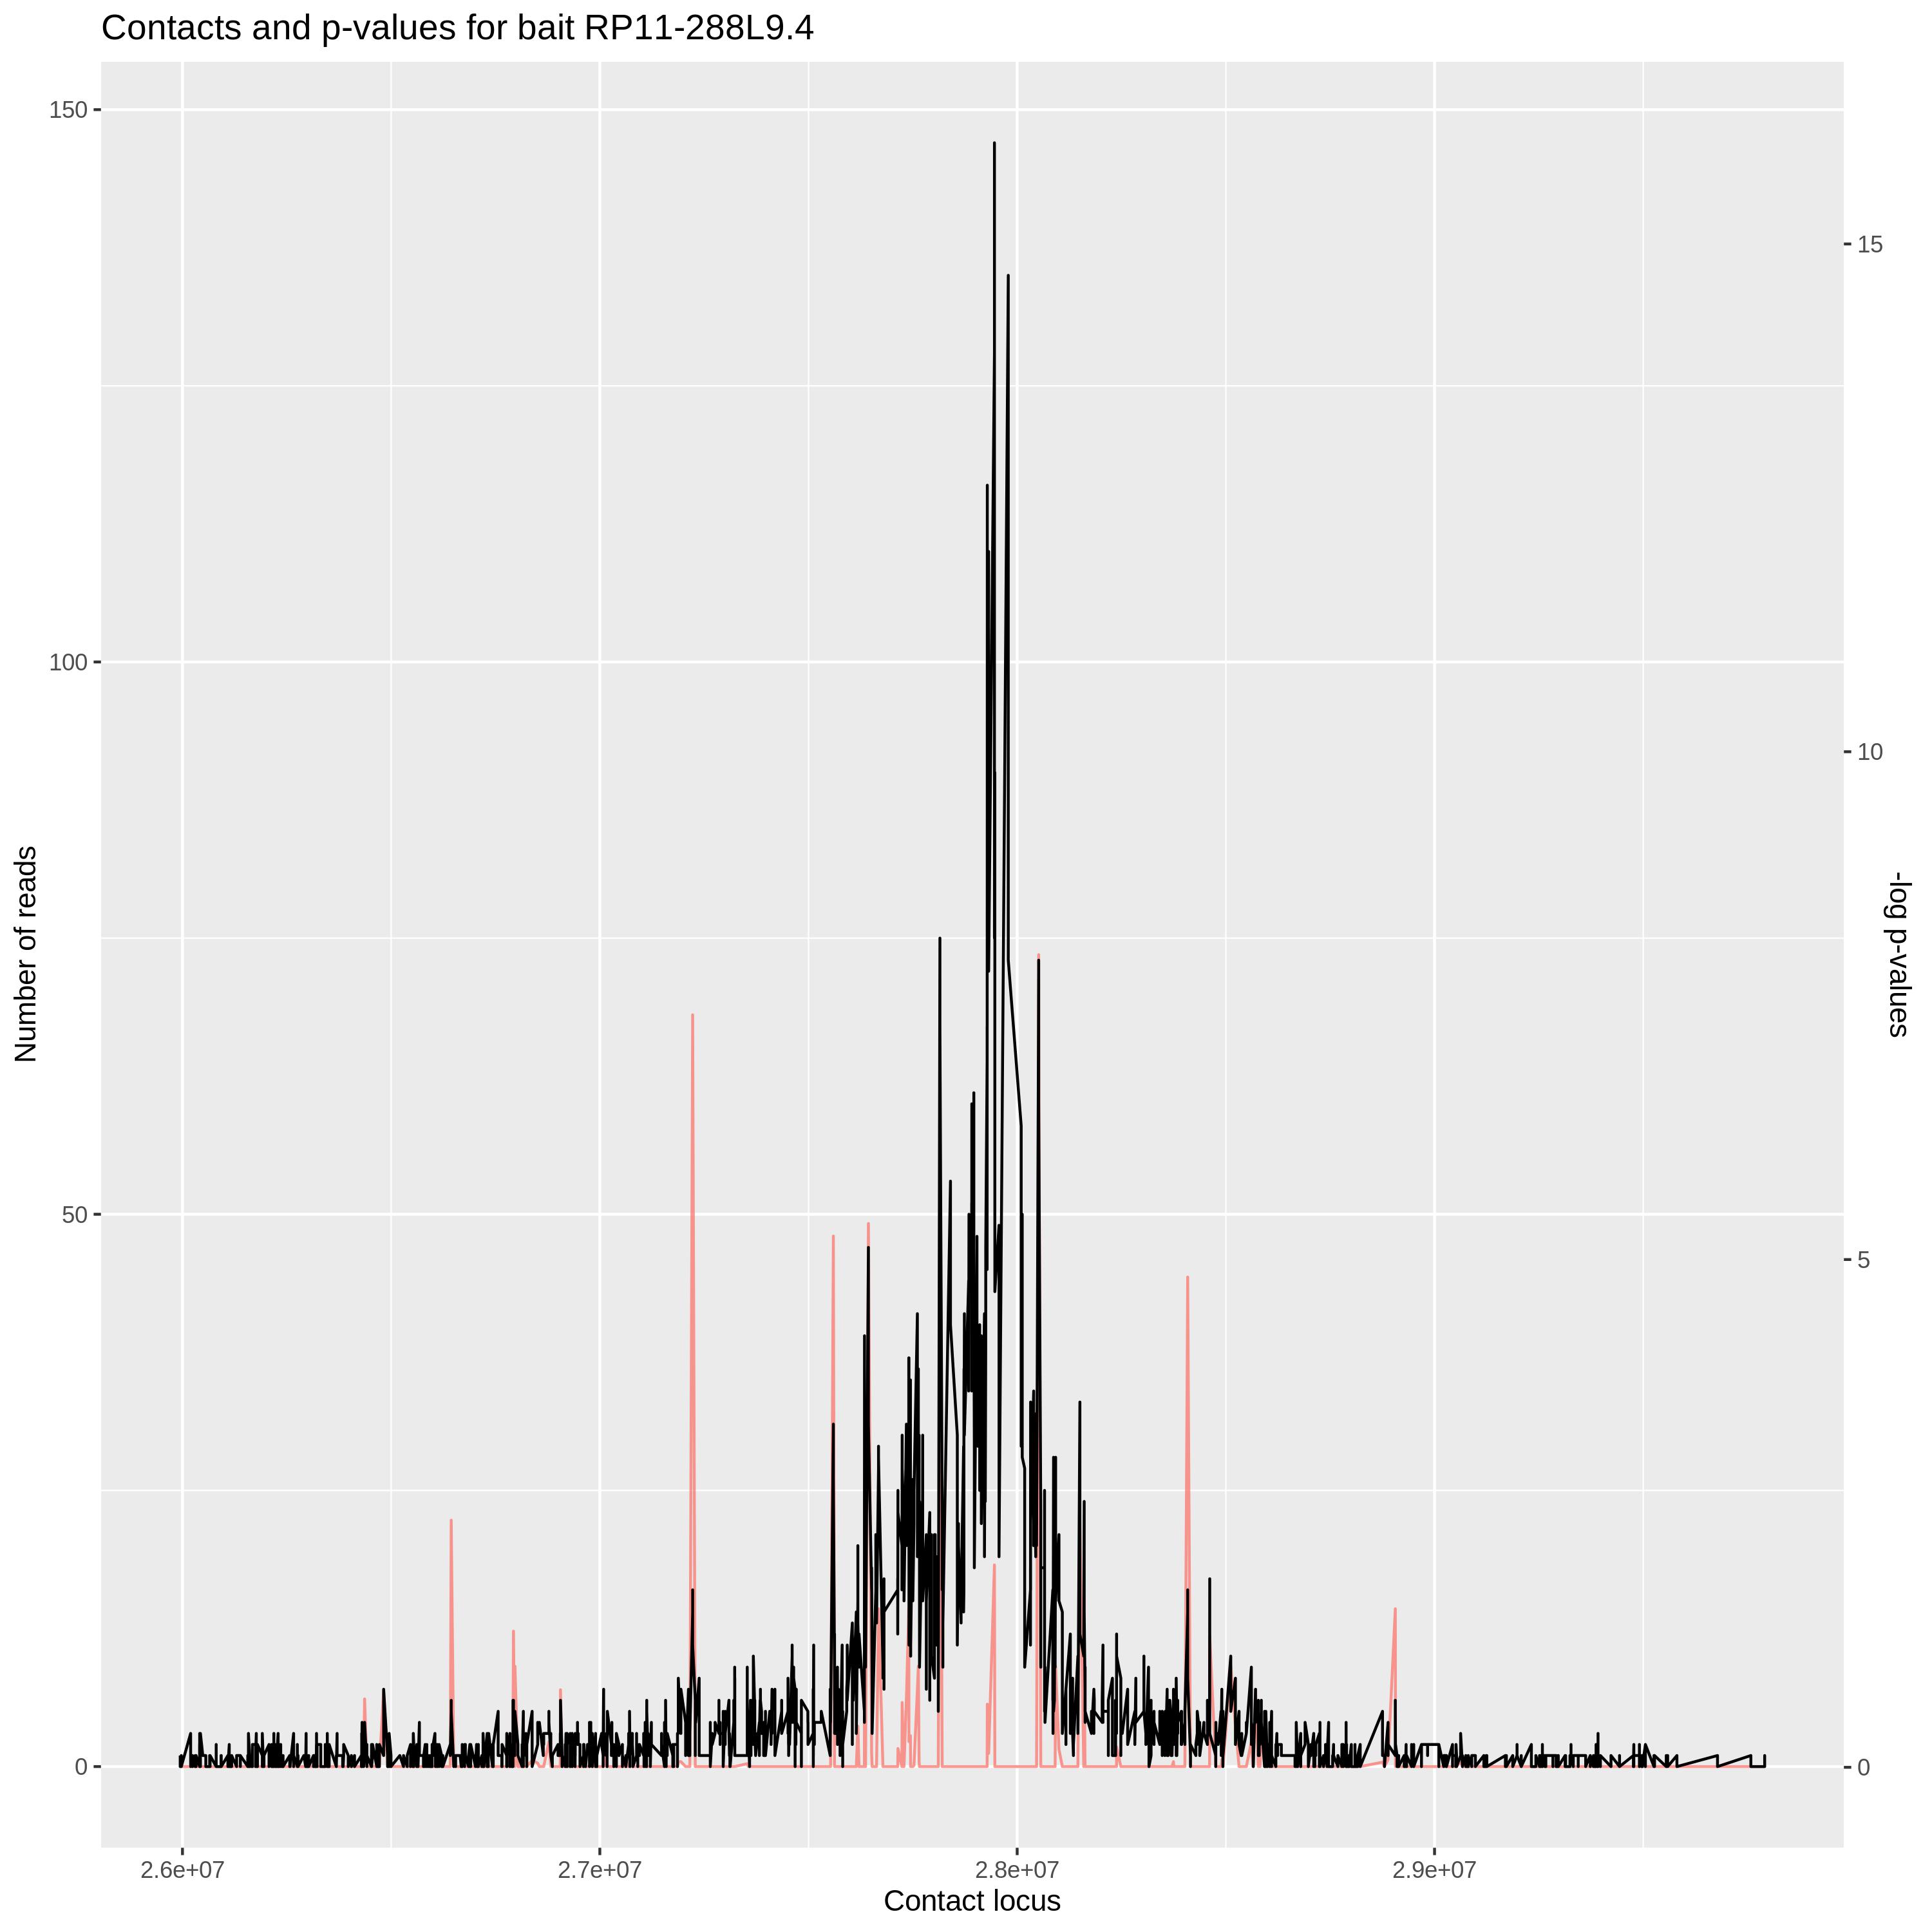 Contacts and p-values for bait RP11-288L9.4
150
100
50
0
Number of reads
15
10
5
0
-log p-values
2.6e+07
2.7e+07
2.8e+07
2.9e+07
Contact locus